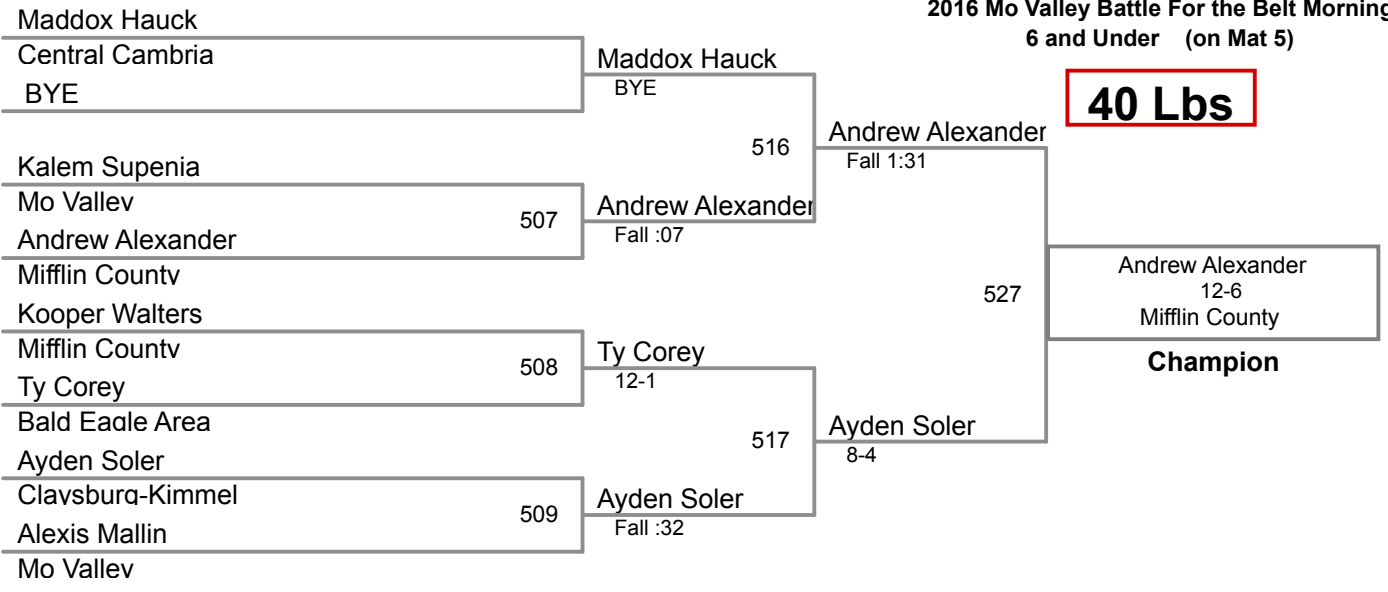 2016 Mo Valley Battle For the Belt Morning
6 and Under (on Mat 5)
40 Lbs
Maddox Hauck
Central Cambria
BYE
Kalem Supenia
Mo Valley
507
Andrew Alexander
Mifflin County
Kooper Walters
Mifflin County
508
Ty Corey
Bald Eagle Area
Ayden Soler
Claysburg-Kimmel
509
Alexis Mallin
Mo Valley
Maddox Hauck
BYE
516
Andrew Alexander
Fall :07
Ty Corey
12-1
517
Ayden Soler
Fall :32
Andrew Alexander
Fall 1:31
527
Ayden Soler
8-4
Andrew Alexander
12-6
Mifflin County
Champion